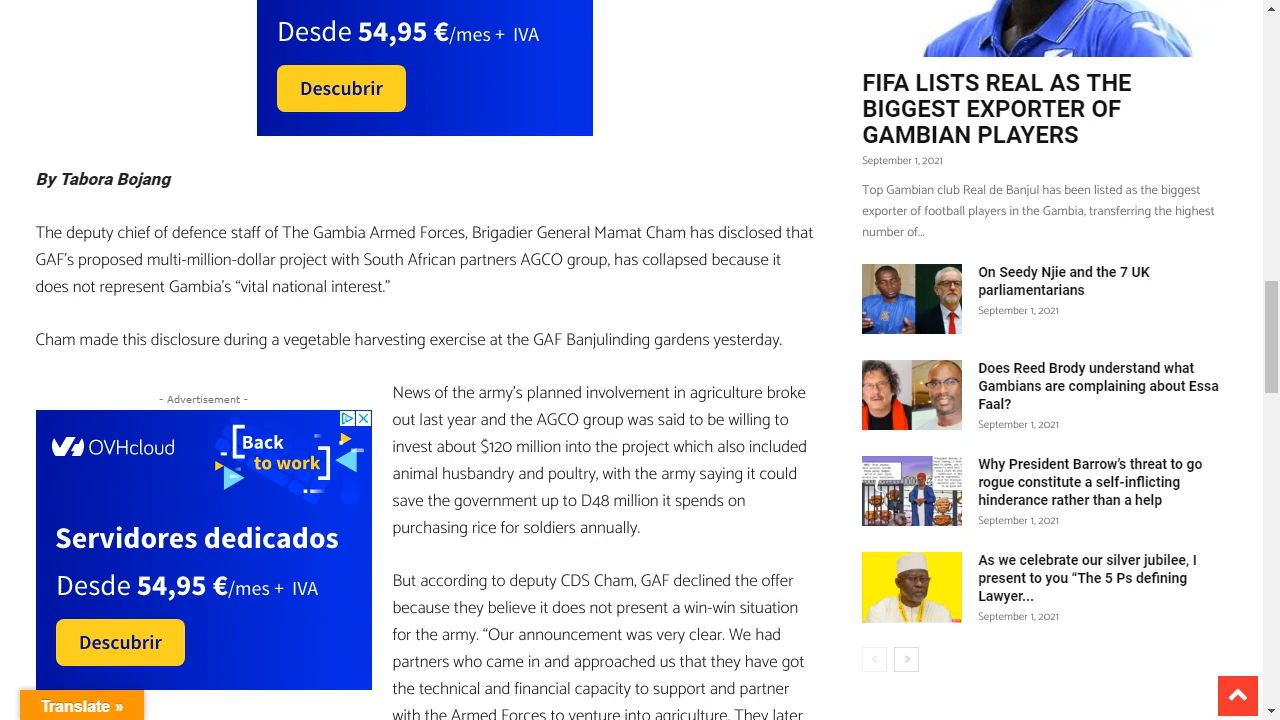 Desde 54,95 €/mes + IVA
Descubrir
By Tabora Bojang
The deputy chief of defence staff of The Gambia Armed Forces, Brigadier General Mamat Cham has disclosed that
GAF's proposed multi-million-dollar project with South African partners AGCO group, has collapsed because it
does not represent Gambia's “vital national interest.”
Cham made this disclosure during a vegetable harvesting exercise at the GAF Banjulinding gardens yesterday.
- Advertisement -
OVHcloud
Back
to work
Servidores dedicados
Desde 54,95 €/mes + IVA
Descubrir
News of the army's planned involvement in agriculture broke
out last year and the AGCO group was said to be willing to
invest about $120 million into the project which also included
animal husbandry and poultry, with the army saying it could
save the government up to D48 million it spends on
purchasing rice for soldiers annually.
But according to deputy CDS Cham, GAF declined the offer
because they believe it does not present a win-win situation
for the army. “Our announcement was very clear. We had
partners who came in and approached us that they have got
the technical and financial capacity to support and partner
with the Armed Forces to venture into agriculture. They later
Translate »
FIFA LISTS REAL AS THE
BIGGEST EXPORTER OF
GAMBIAN PLAYERS
September 1, 2021
Top Gambian club Real de Banjul has been listed as the biggest
exporter of football players in the Gambia, transferring the highest
number of...
On Seedy Njie and the 7 UK
parliamentarians
September 1, 2021
Does Reed Brody understand what
Gambians are complaining about Essa
Faal?
September 1, 2021
Why President Barrow's threat to go
rogue constitute a self-inflicting
hinderance rather than a help
September 1, 2021
As we celebrate our silver jubilee, I
present to you “The 5 Ps defining
Lawyer...
September 1, 2021